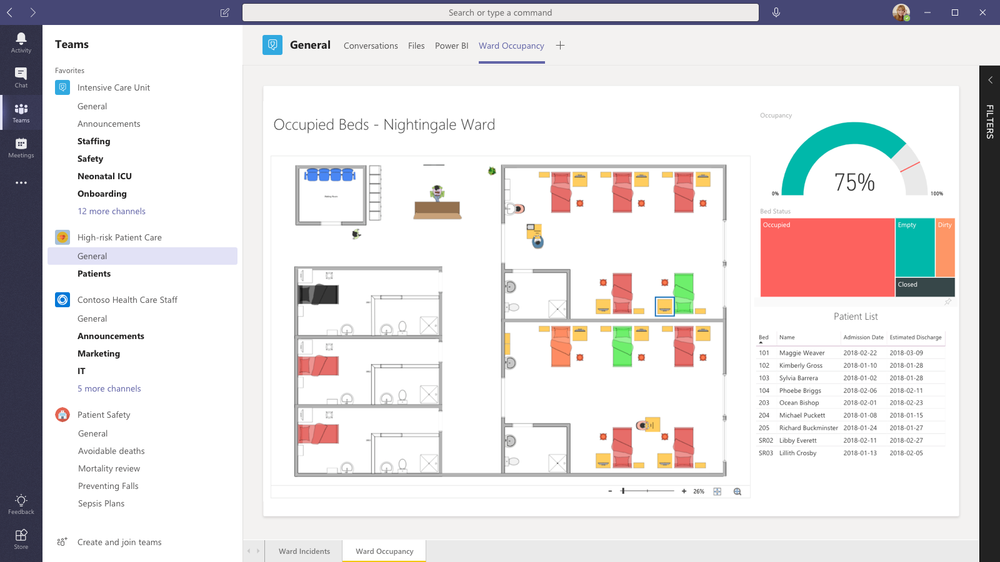 Search or type a command
Activity
Chat
Teams
Meetings
Feedback
Store
Teams
Favorites
Intensive Care Unit
General
Announcements
Staffing
Safety
Neonatal ICU
Onboarding
12 more channels
High-risk Patient Care
General
Patients
Contoso Health Care Staff
General
Announcements
Marketing
IT
5 more channels
Patient Safety
General
Avoidable deaths
Mortality review
Preventing Falls
Sepsis Plans
Create and join teams
General Conversations Files Power BI Ward Occupancy
Occupied Beds - Nightingale Ward
Waiting Room
26%
Occupancy
75%
0%
100%
Bed Status
Occupied
Empty
Dirty
Closed
Patient List
Bed Name Admission Date Estimated Discharge
101 Maggie Weaver 2018-02-22 2018-03-09
102 Kimberly Gross 2018-01-10 2018-01-28
103 Sylvia Barrera 2018-01-02 2018-01-28
104 Phoebe Briggs 2018-02-06 2018-02-11
203 Ocean Bishop 2018-02-01 2018-02-23
204 Michael Puckett 2018-01-08 2018-01-15
205 Richard Buckminster 2018-01-24 2018-01-27
SR02 Libby Everett 2018-02-11 2018-02-27
SR03 Lillith Crosby 2018-01-13 2018-02-05
FILTERS
Ward Incidents
Ward Occupancy